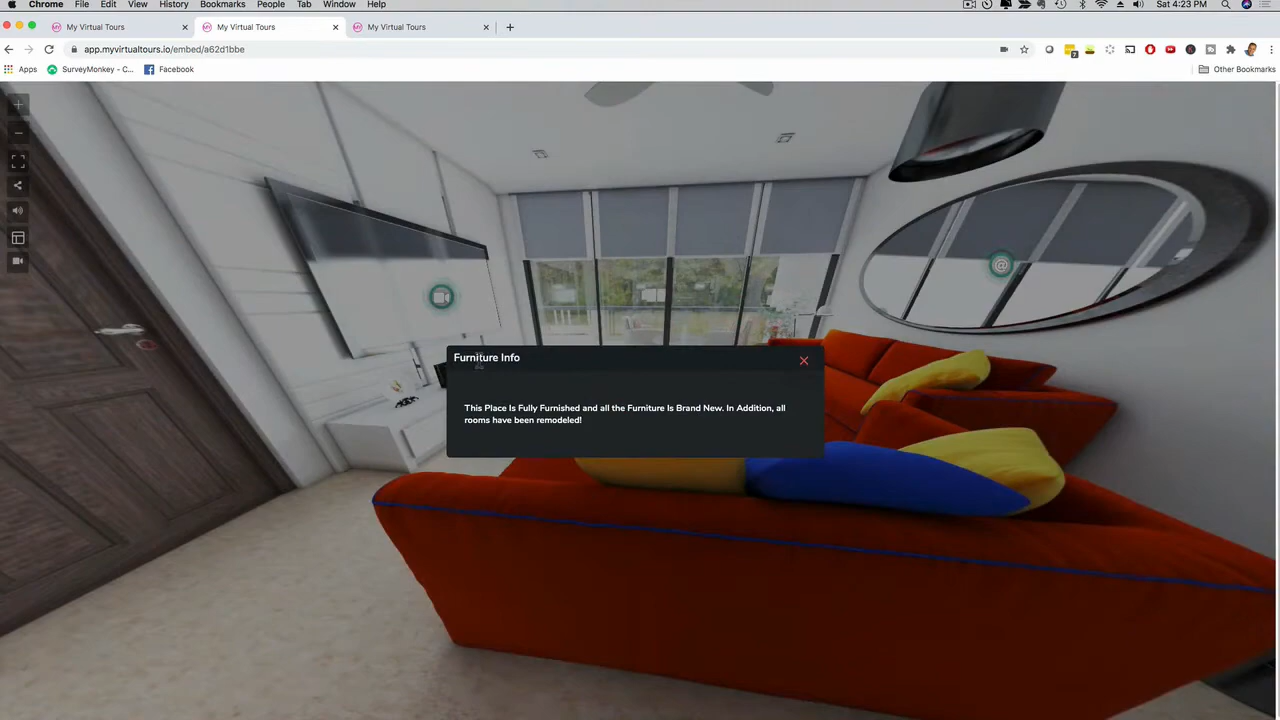 Chrome File Edit View History Bookmarks People Tab Window Help Sat 4:23 PM
My Virtual Tours My Virtual Tours My Virtual Tours
app.myvirtualtours.io/embed/a62d1bbe
Apps SurveyMonkey - C... Facebook Other Bookmarks
Furniture Info
This Place Is Fully Furnished and all the Furniture Is Brand New. In Addition, all
rooms have been remodeled!